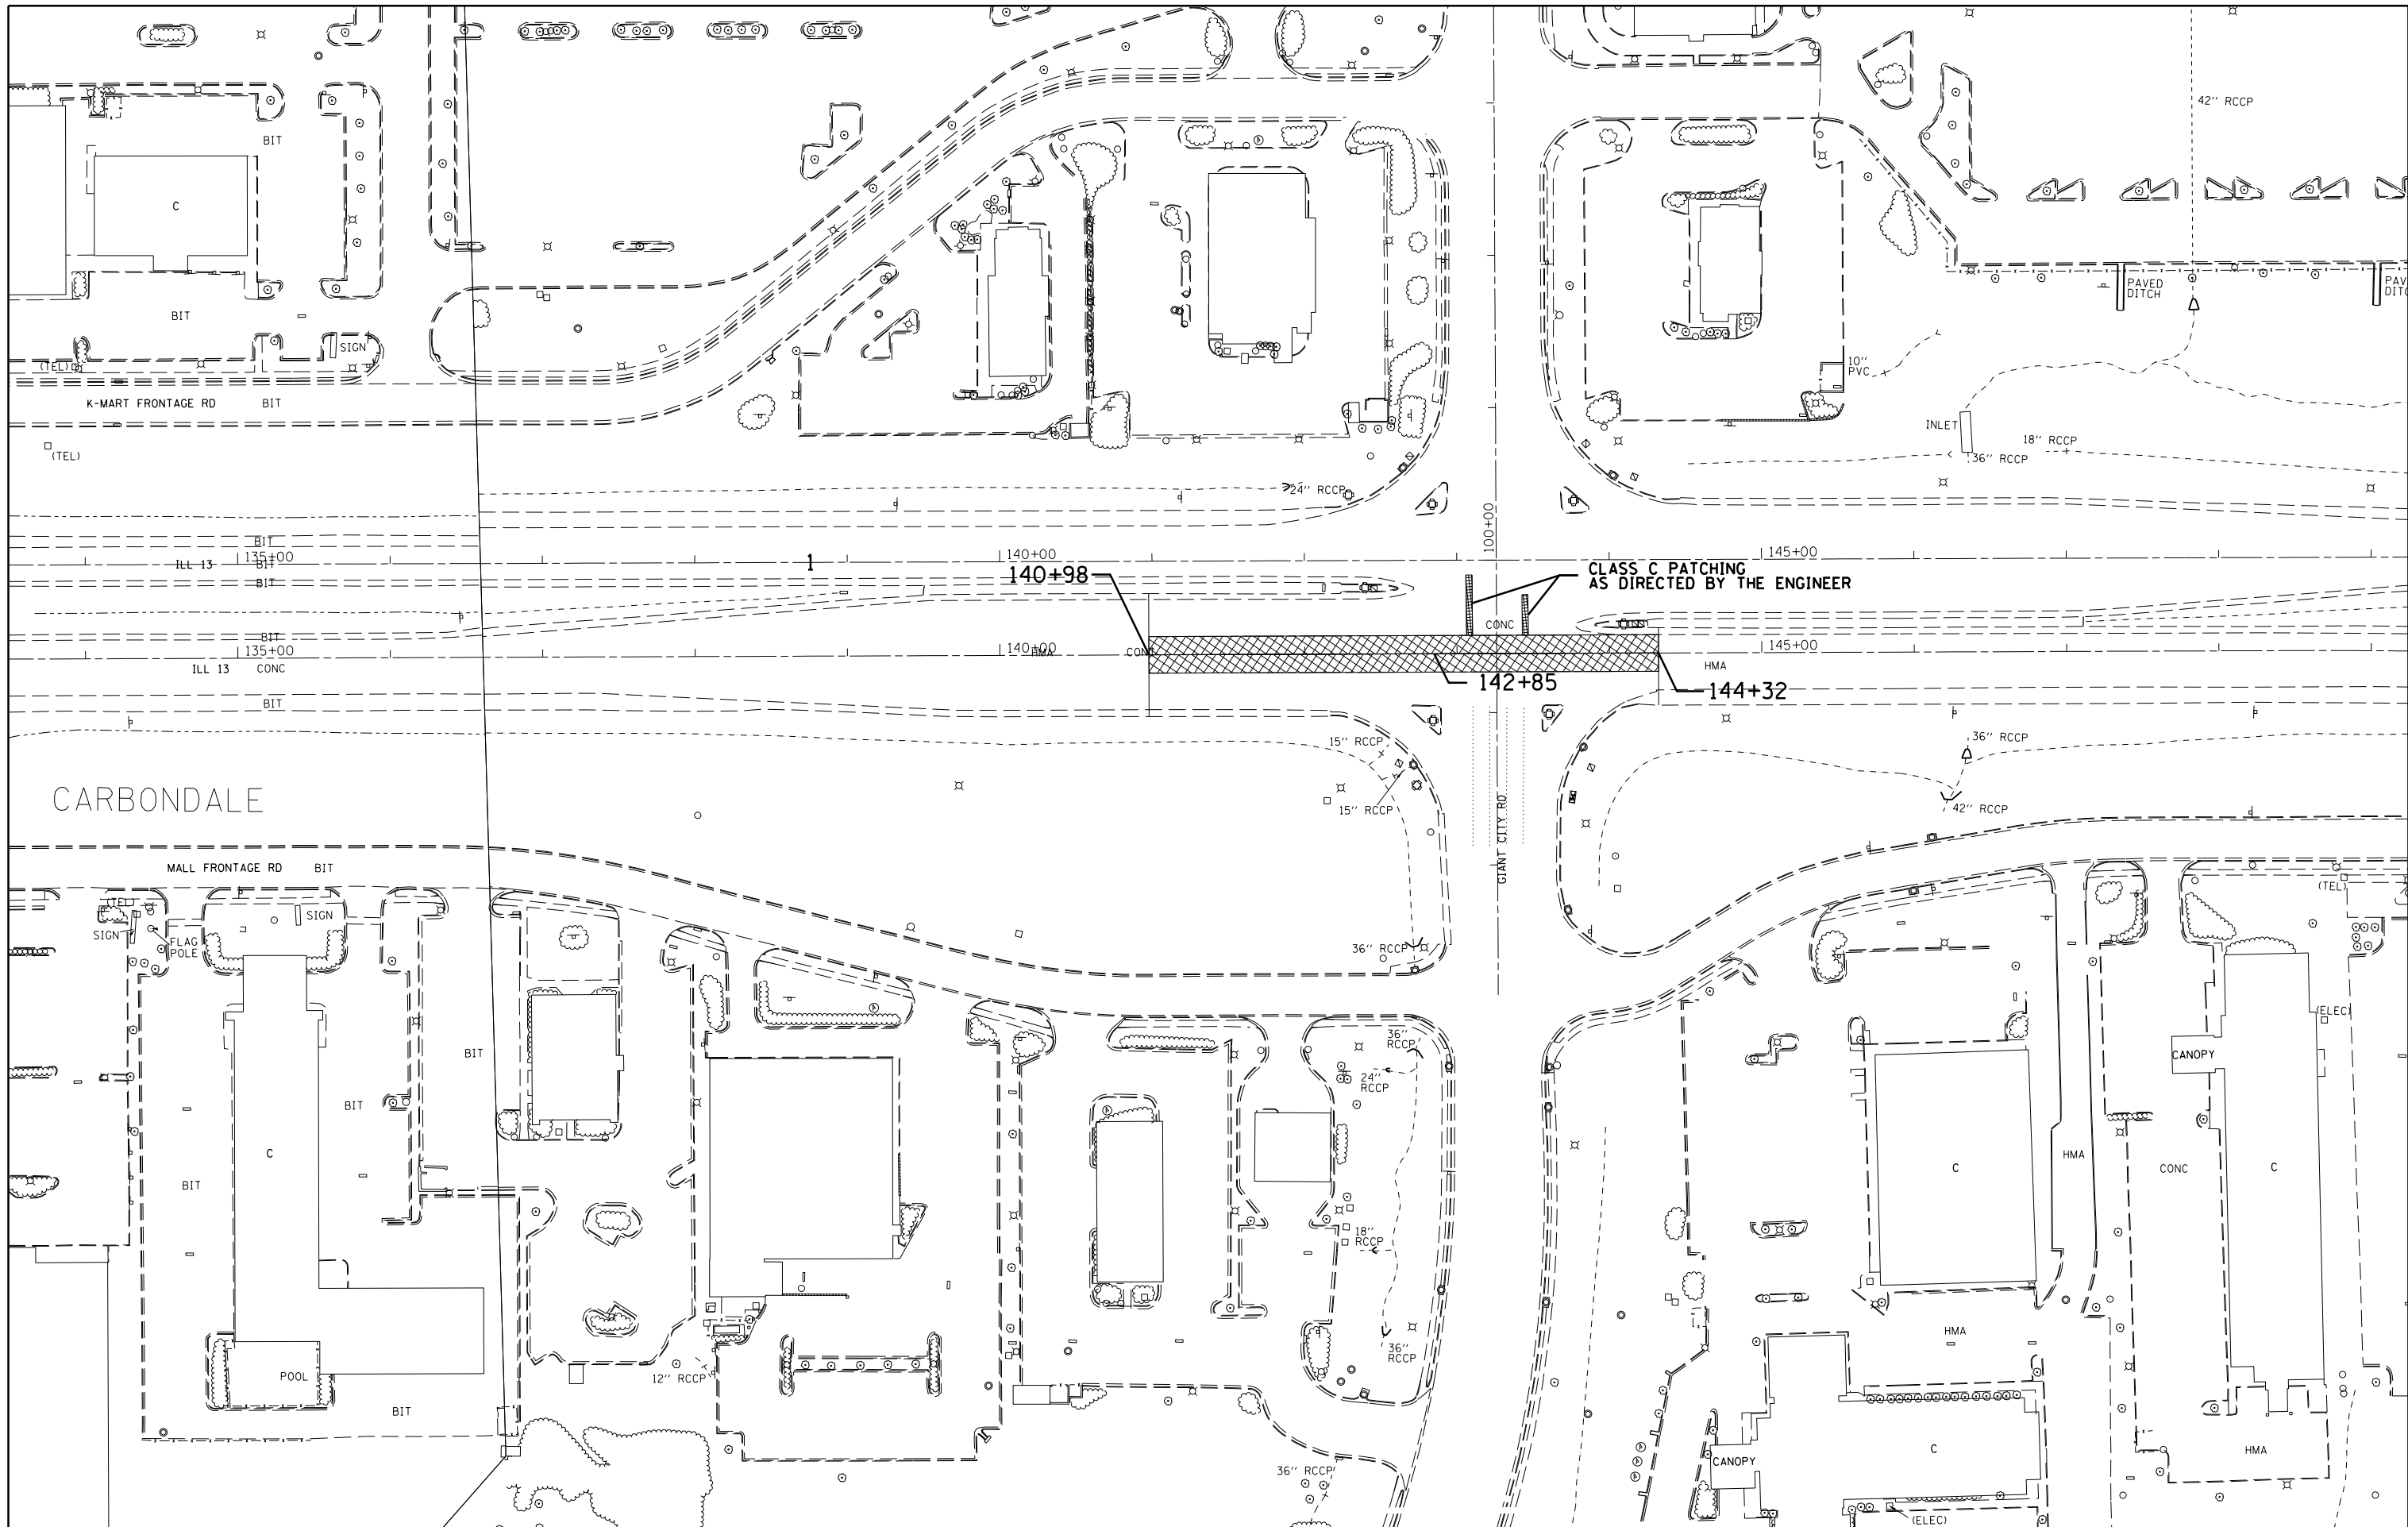 42" RCCP
BIT
C
PAVED
DITCH
PAV
DITC
BIT
SIGN
(TEL)
10"
PVC
K-MART FRONTAGE RD
BIT
INLET
18" RCCP
(TEL)
36" RCCP
24" RCCP
100+00
BIT
135+00
140+00
145+00
ILL 13
BIT
1
140+98
CLASS C PATCHING
AS DIRECTED BY THE ENGINEER
BIT
CONC
BIT
135+00
140+00
HMA
CONC
145+00
ILL 13
CONC
HMA
142+85
144+32
BIT
15" RCCP
36" RCCP
CARBONDALE
15" RCCP
42" RCCP
GIANT CITY RD
MALL FRONTAGE RD
BIT
(TEL)
(TEL)
SIGN
SIGN
FLAG
POLE
36" RCCP
(ELEC)
36"
RCCP
BIT
CANOPY
24"
RCCP
BIT
C
HMA
C
CONC
C
BIT
18"
RCCP
HMA
36"
RCCP
POOL
12" RCCP
BIT
C
HMA
CANOPY
36" RCCP
(ELEC)